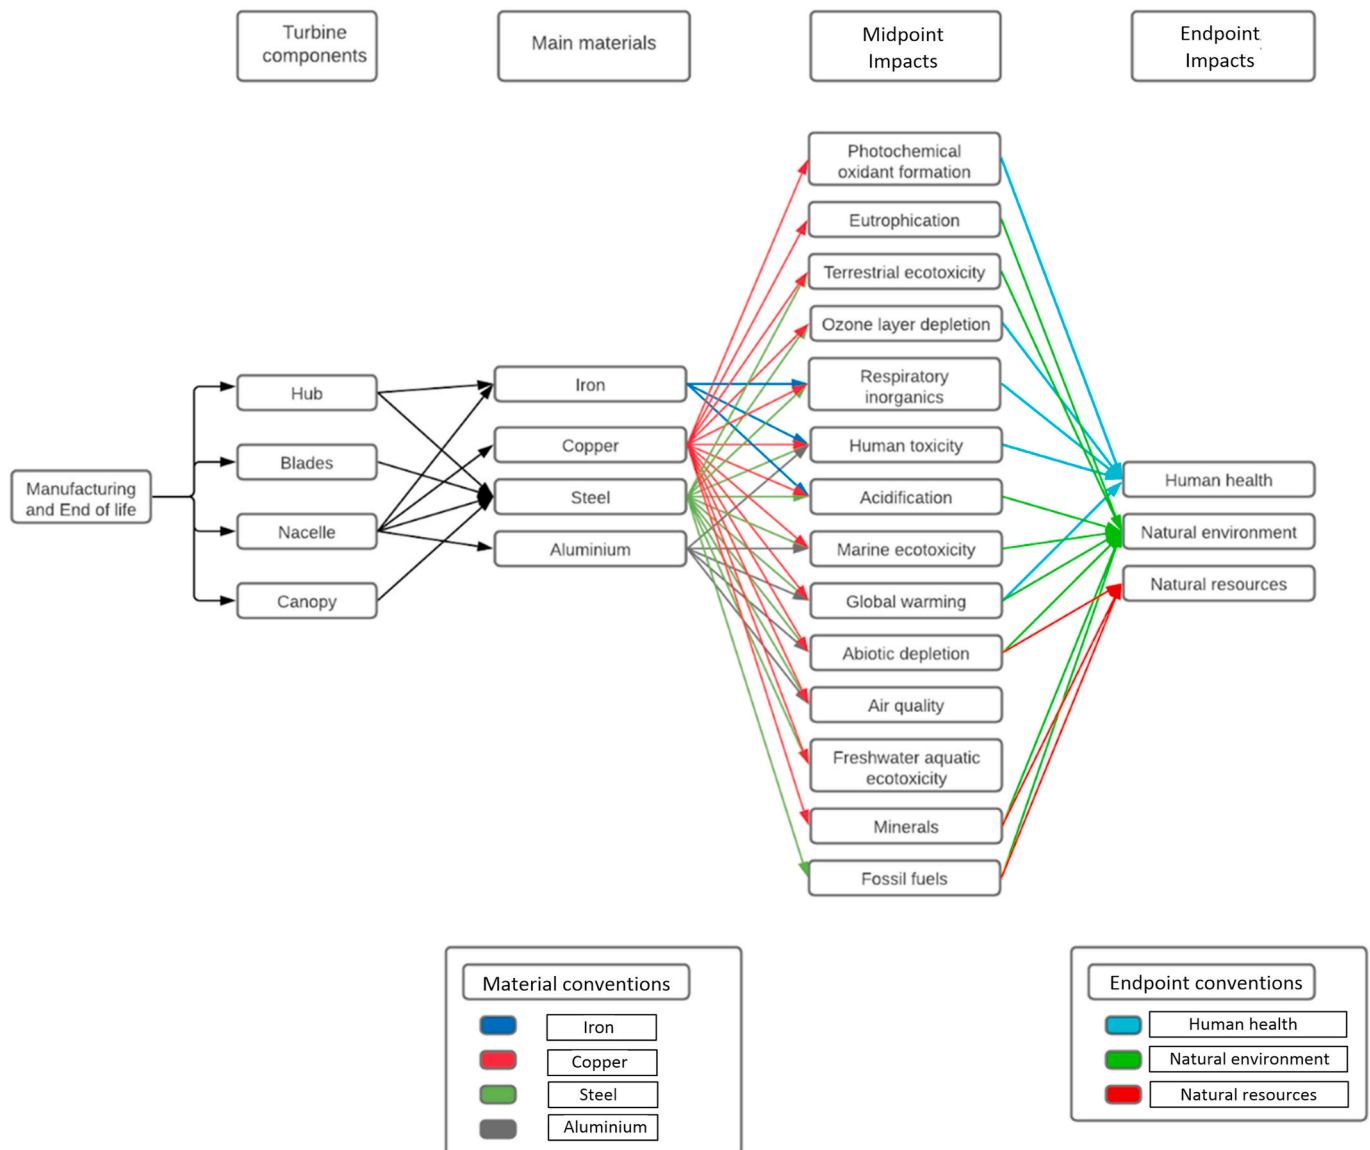 Turbine
components
Main materials
Midpoint
Impacts
Endpoint
Impacts
Manufacturing
and End of life
Hub
Blades
Nacelle
Canopy
Iron
Copper
Steel
Aluminium
Photochemical
oxidant formation
Eutrophication
Terrestrial ecotoxicity
Ozone layer depletion
Respiratory
inorganics
Human toxicity
Acidification
Marine ecotoxicity
Global warming
Abiotic depletion
Air quality
Freshwater aquatic
ecotoxicity
Minerals
Fossil fuels
Human health
Natural environment
Natural resources
Material conventions
Iron
Copper
Steel
Aluminium
Endpoint conventions
Human health
Natural environment
Natural resources